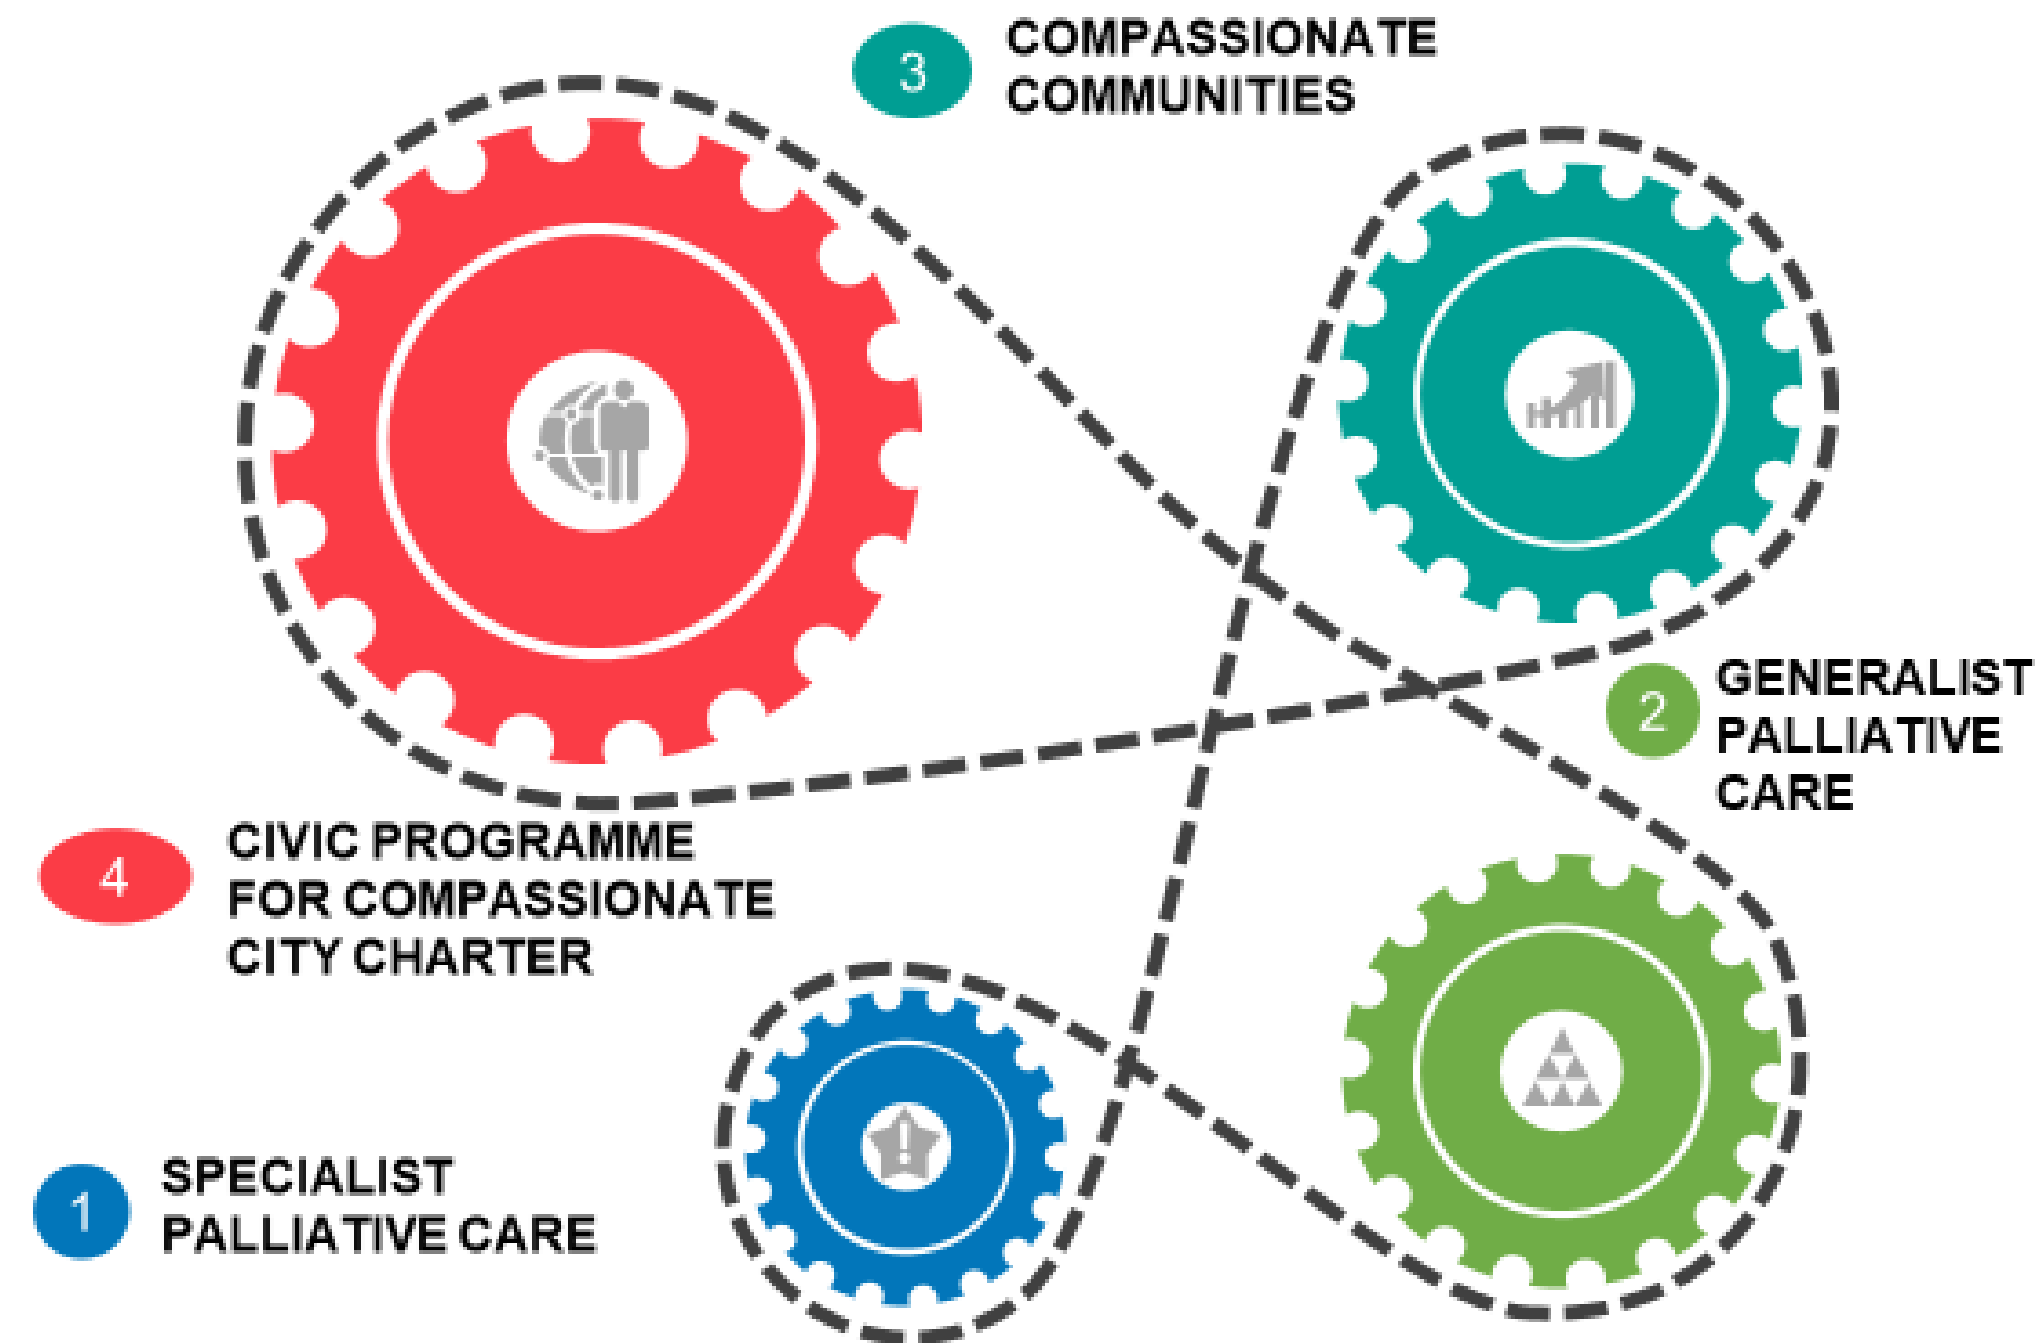 3
COMPASSIONATE
COMMUNITIES
2
GENERALIST
PALLIATIVE
CARE
4
CIVIC PROGRAMME
FOR COMPASSIONATE
CITY CHARTER
1
SPECIALIST
PALLIATIVE CARE